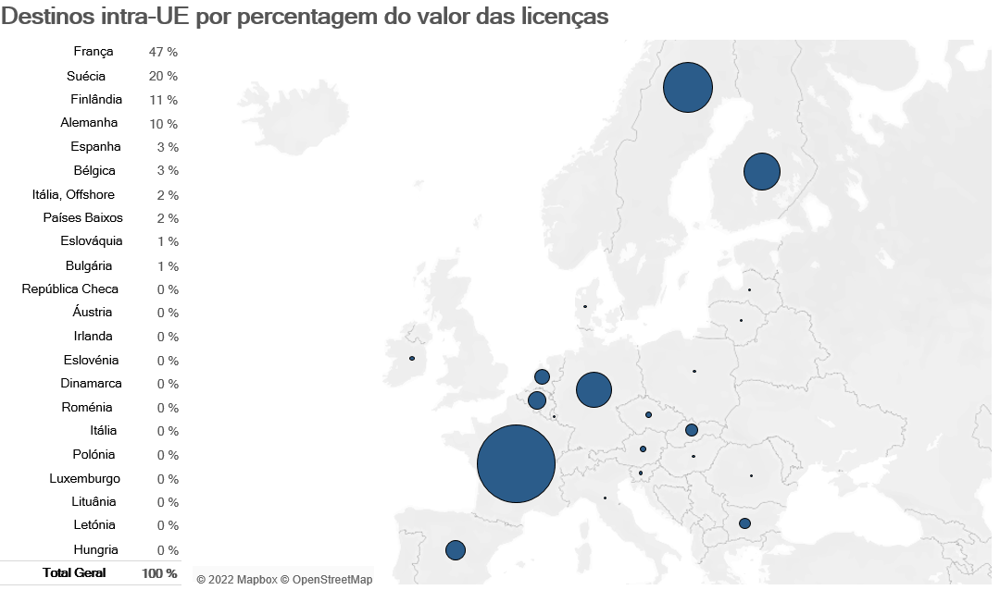 Destinos intra-UE por percentagem do valor das licenças
França 47 %
Suécia 20 %
Finlândia 11 %
Alemanha 10 %
Espanha 3 %
Bélgica 3 %
Itália, Offshore 2 %
Países Baixos 2 %
Eslováquia 1 %
Bulgária 1 %
República Checa 0 %
Áustria 0 %
Irlanda 0 %
Eslovénia 0 %
Dinamarca 0 %
Roménia 0 %
Itália 0 %
Polónia 0 %
Luxemburgo 0 %
Lituânia 0 %
Letónia 0 %
Hungria 0 %
Total Geral 100 %
© 2022 Mapbox © OpenStreetMap